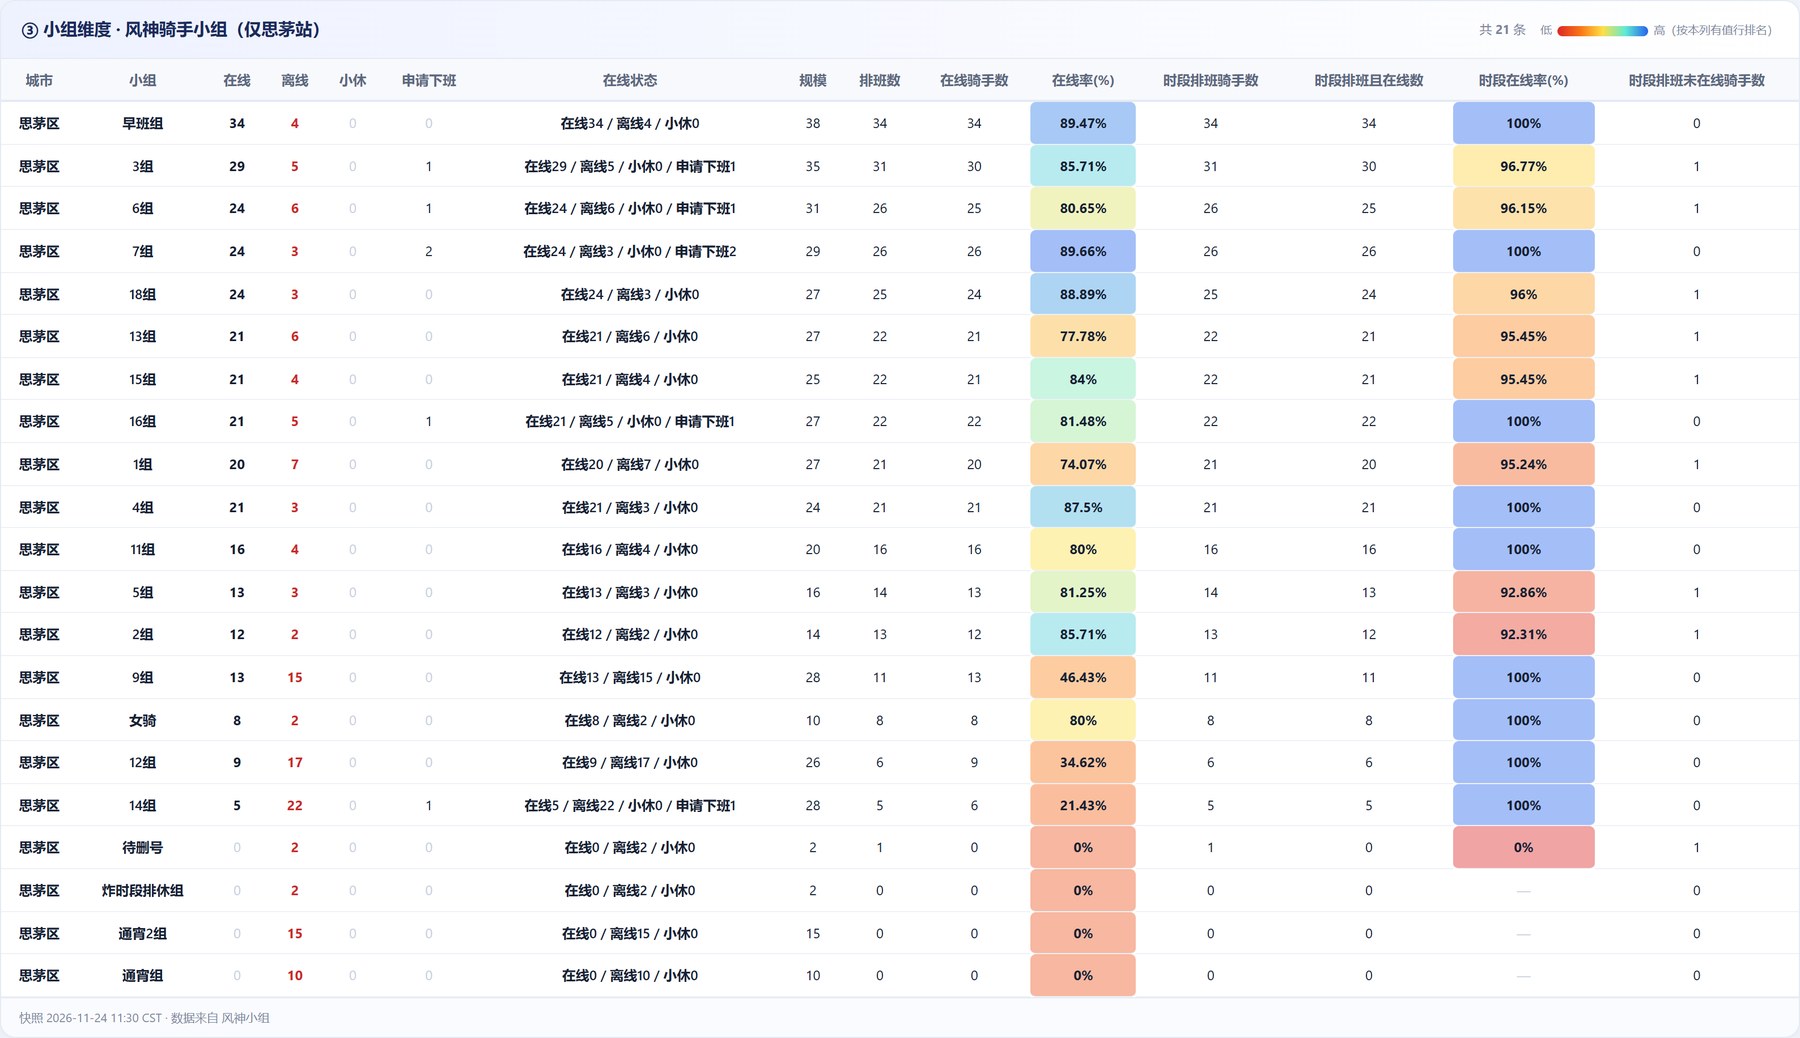 ③ 小组维度 · 风神骑手小组（仅思茅站）
共 21 条 低 高 (按本列有值行排名)
城市 小组 在线 离线 小休 申请下班 在线状态 规模 排班数 在线骑手数 在线率(%) 时段排班骑手数 时段排班且在线数 时段在线率(%) 时段排班未在线骑手数
思茅区 早班组 34 4 0 0 在线34 / 离线4 / 小休0 38 34 34 89.47% 34 34 100% 0
思茅区 3组 29 5 0 1 在线29 / 离线5 / 小休0 / 申请下班1 35 31 30 85.71% 31 30 96.77% 1
思茅区 6组 24 6 0 1 在线24 / 离线6 / 小休0 / 申请下班1 31 26 25 80.65% 26 25 96.15% 1
思茅区 7组 24 3 0 2 在线24 / 离线3 / 小休0 / 申请下班2 29 26 26 89.66% 26 26 100% 0
思茅区 18组 24 3 0 0 在线24 / 离线3 / 小休0 27 25 24 88.89% 25 24 96% 1
思茅区 13组 21 6 0 0 在线21 / 离线6 / 小休0 27 22 21 77.78% 22 21 95.45% 1
思茅区 15组 21 4 0 0 在线21 / 离线4 / 小休0 25 22 21 84% 22 21 95.45% 1
思茅区 16组 21 5 0 1 在线21 / 离线5 / 小休0 / 申请下班1 27 22 22 81.48% 22 22 100% 0
思茅区 1组 20 7 0 0 在线20 / 离线7 / 小休0 27 21 20 74.07% 21 20 95.24% 1
思茅区 4组 21 3 0 0 在线21 / 离线3 / 小休0 24 21 21 87.5% 21 21 100% 0
思茅区 11组 16 4 0 0 在线16 / 离线4 / 小休0 20 16 16 80% 16 16 100% 0
思茅区 5组 13 3 0 0 在线13 / 离线3 / 小休0 16 14 13 81.25% 14 13 92.86% 1
思茅区 2组 12 2 0 0 在线12 / 离线2 / 小休0 14 13 12 85.71% 13 12 92.31% 1
思茅区 9组 13 15 0 0 在线13 / 离线15 / 小休0 28 11 13 46.43% 11 11 100% 0
思茅区 女骑 8 2 0 0 在线8 / 离线2 / 小休0 10 8 8 80% 8 8 100% 0
思茅区 12组 9 17 0 0 在线9 / 离线17 / 小休0 26 6 9 34.62% 6 6 100% 0
思茅区 14组 5 22 0 1 在线5 / 离线22 / 小休0 / 申请下班1 28 5 6 21.43% 5 5 100% 0
思茅区 待删号 0 2 0 0 在线0 / 离线2 / 小休0 2 1 0 0% 1 0 0% 1
思茅区 炸时段排休组 0 2 0 0 在线0 / 离线2 / 小休0 2 0 0 0% 0 0 — 0
思茅区 通宵2组 0 15 0 0 在线0 / 离线15 / 小休0 15 0 0 0% 0 0 — 0
思茅区 通宵组 0 10 0 0 在线0 / 离线10 / 小休0 10 0 0 0% 0 0 — 0
快照 2026-11-24 11:30 CST · 数据来自 风神小组